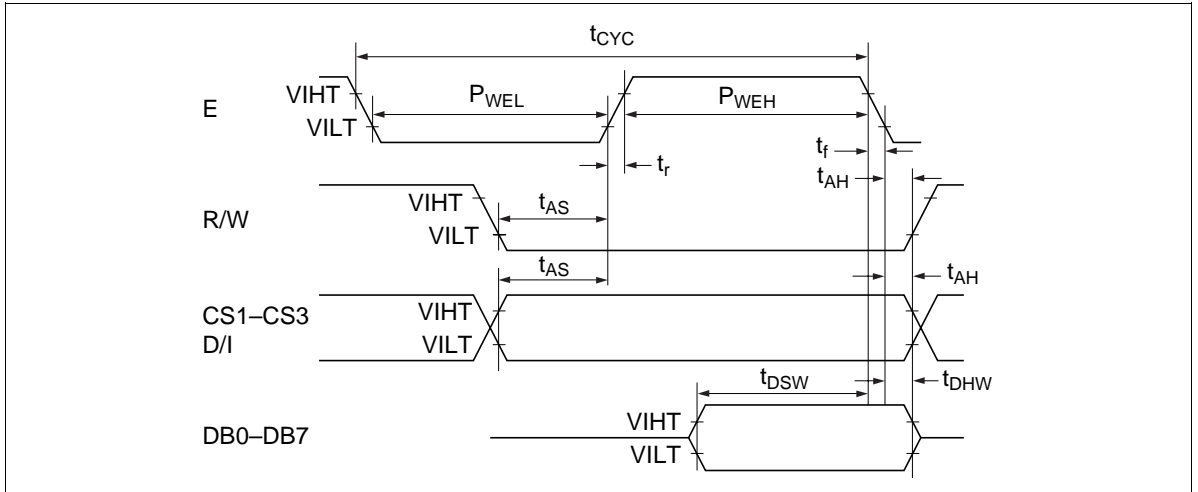 tCYC
E
VIHT
VILT
PWEL
PWEH
tr
tf
tAH
R/W
VIHT
VILT
tAS
tAS
tAH
CS1–CS3
D/I
VIHT
VILT
tDSW
tDHW
DB0–DB7
VIHT
VILT